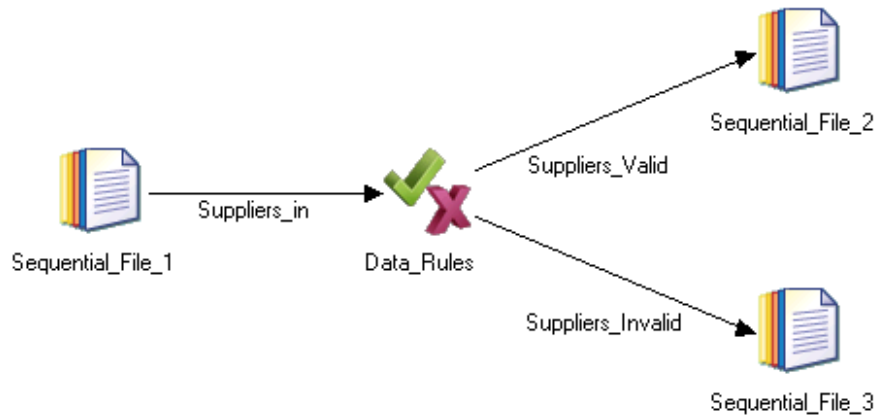 Sequential_File_2
Suppliers_Valid
Suppliers_in
Sequential_File_1
Data_Rules
Suppliers_Invalid
Sequential_File_3